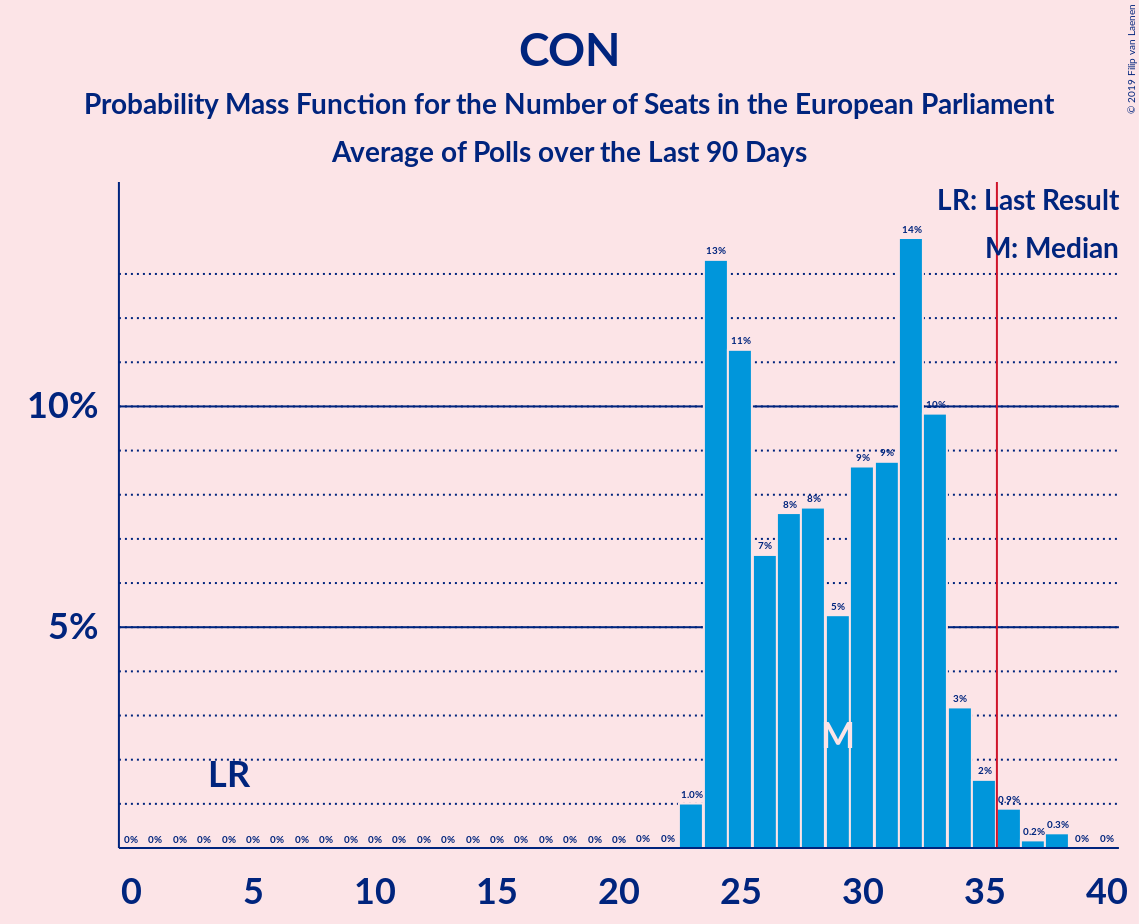 CON
Probability Mass Function for the Number of Seats in the European Parliament
Average of Polls over the Last 90 Days
© 2019 Filip van Laenen
LR: Last Result
M: Median
14%
13%
11%
10%
10%
9% 9%
8% 8%
7%
5%
5%
3%
M
LR
2%
1.0% 0.9%
0.2% 0.3%
0% 0% 0% 0% 0% 0% 0% 0% 0% 0% 0% 0% 0% 0% 0% 0% 0% 0% 0% 0% 0% 0% 0% 0% 0%
0 5 10 15 20 25 30 35 40